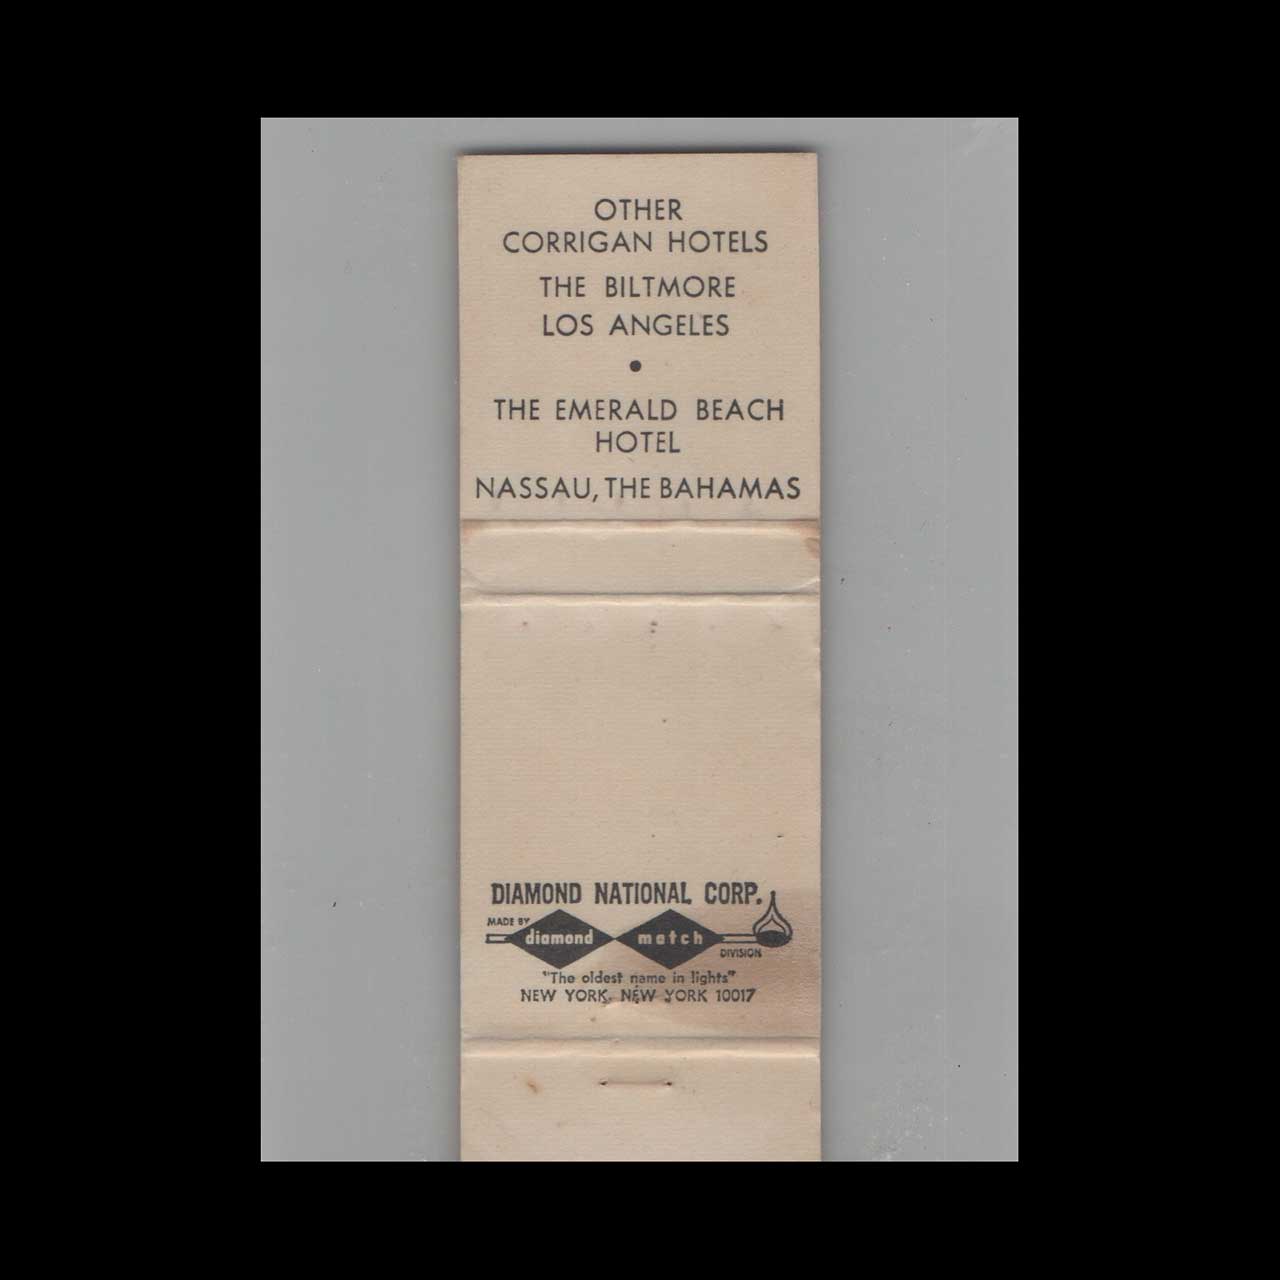 OTHER
CORRIGAN HOTELS
THE BILTMORE
LOS ANGELES
•
THE EMERALD BEACH
HOTEL
NASSAU, THE BAHAMAS
DIAMOND NATIONAL CORP.
MADE BY
diamond match
DIVISION
"The oldest name in lights"
NEW YORK, NEW YORK 10017